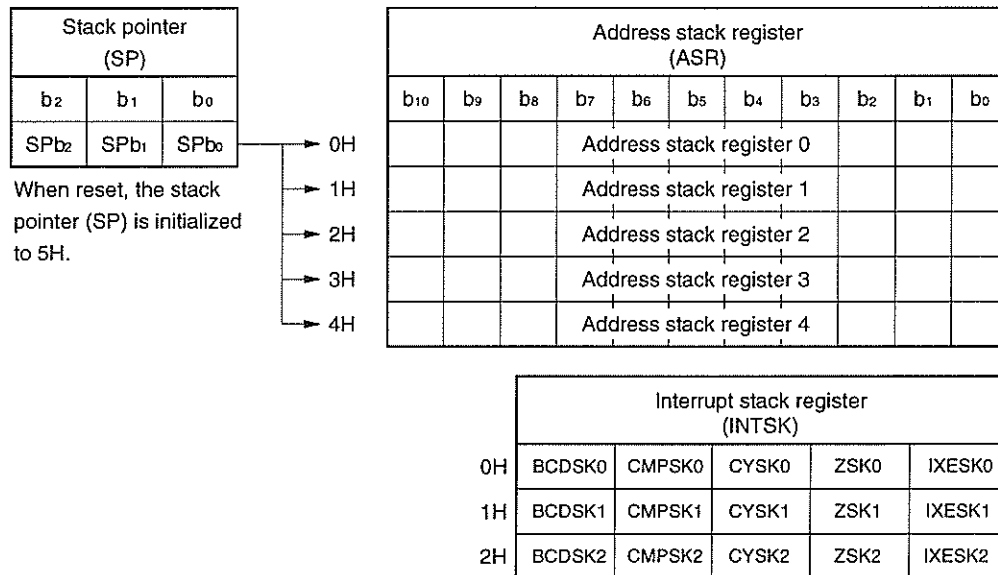 Stack pointer
(SP)
b2 b1 b0
SPb2 SPb1 SPb0
When reset, the stack
pointer (SP) is initialized
to 5H.
Address stack register
(ASR)
b10 b9 b8 b7 b6 b5 b4 b3 b2 b1 b0
0H Address stack register 0
1H Address stack register 1
2H Address stack register 2
3H Address stack register 3
4H Address stack register 4
Interrupt stack register
(INTSK)
0H BCDSK0 CMPSK0 CYSK0 ZSK0 IXESK0
1H BCDSK1 CMPSK1 CYSK1 ZSK1 IXESK1
2H BCDSK2 CMPSK2 CYSK2 ZSK2 IXESK2